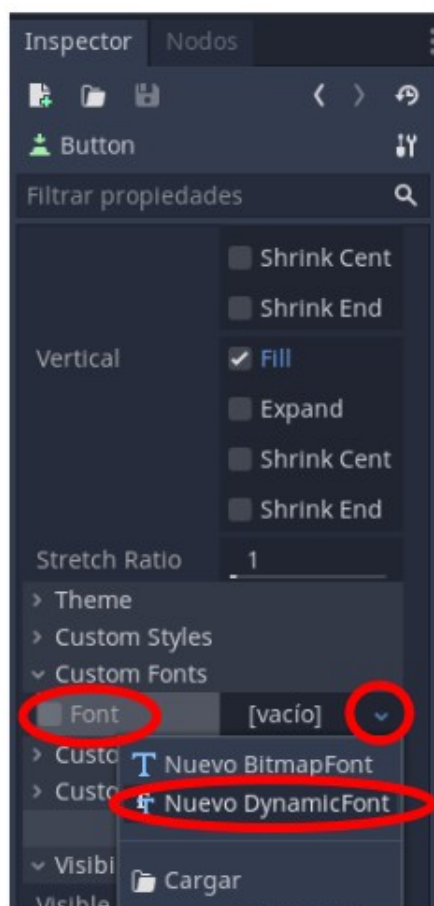 Inspector Nodos
Button
Filtrar propiedades
Shrink Cent
Shrink End
Vertical Fill
Expand
Shrink Cent
Shrink End
Stretch Ratio 1
Theme
Custom Styles
Custom Fonts
Font [vacío]
Custo
Nuevo BitmapFont
Custo
Nuevo DynamicFont
Visibi
Cargar
Visible